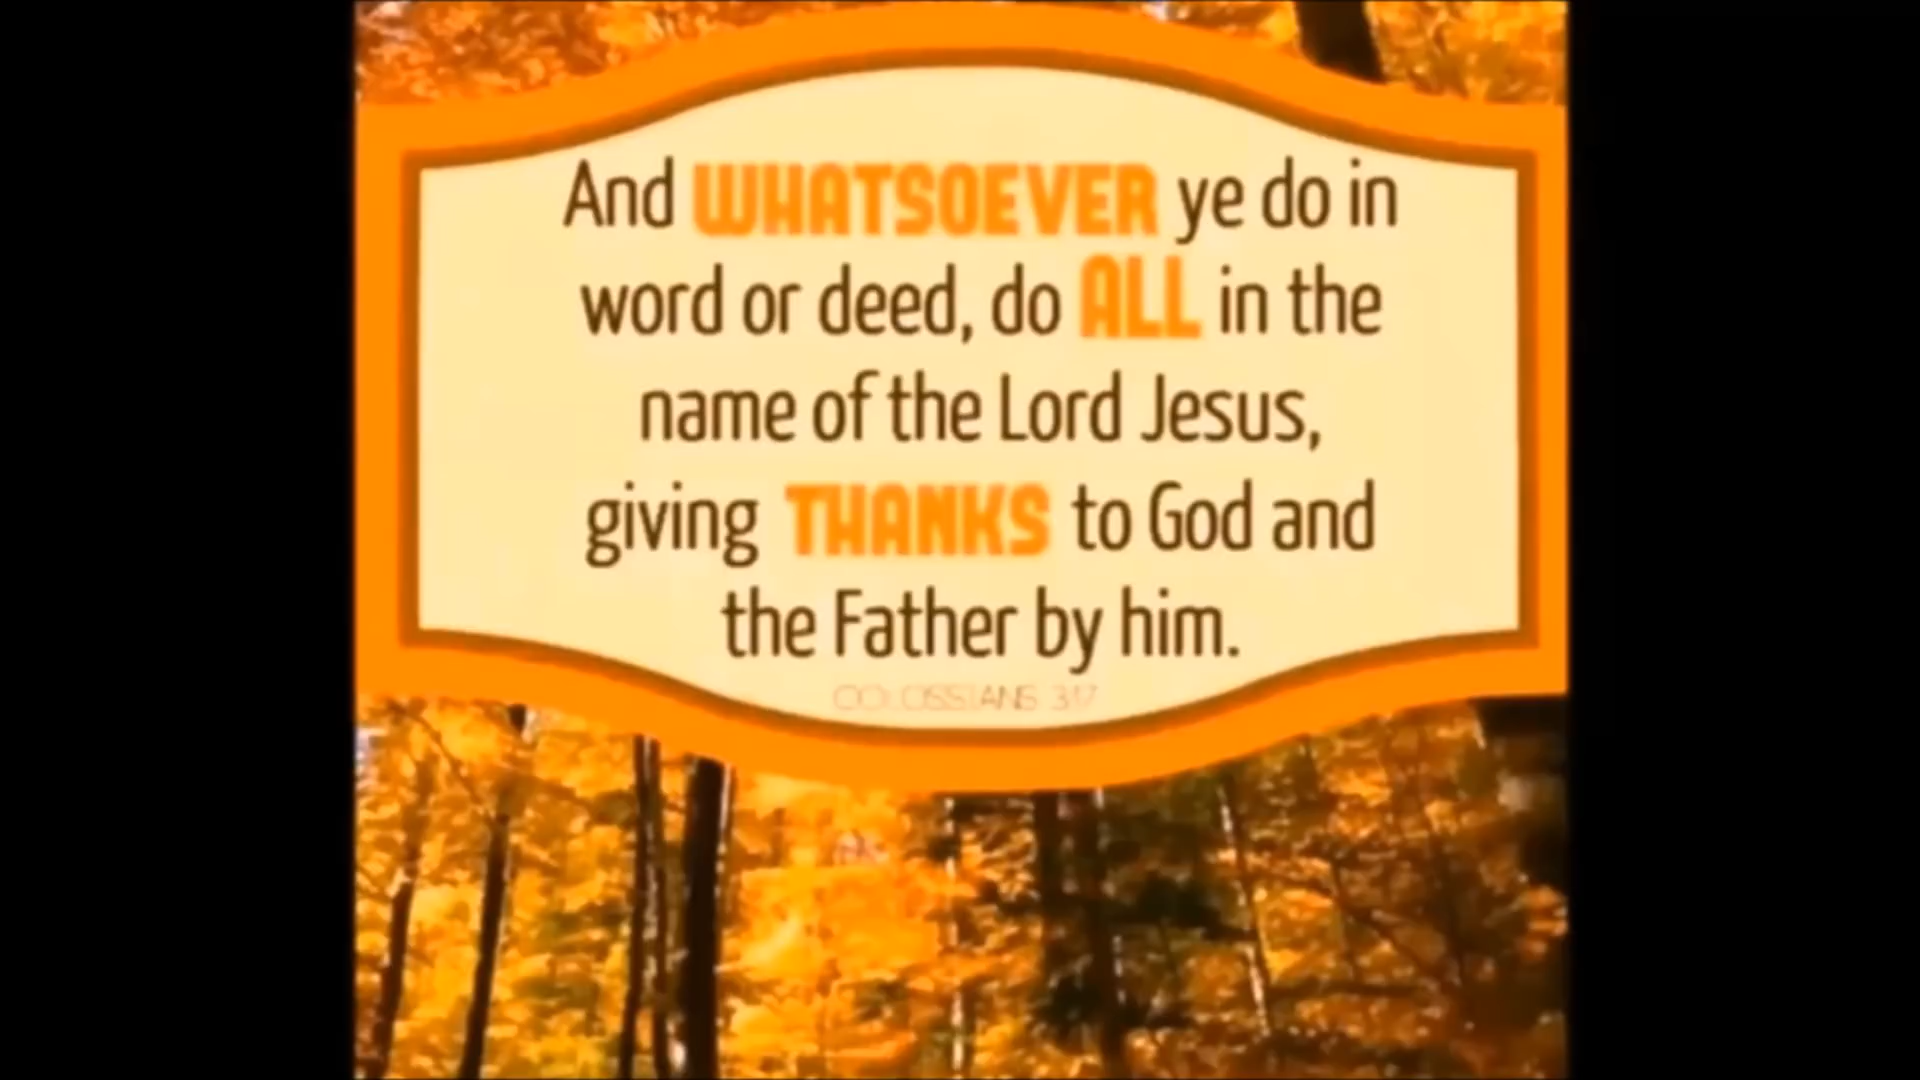 And WHATSOEVER ye do in
word or deed, do ALL in the
name of the Lord Jesus,
giving THANKS to God and
the Father by him.
COLOSSIANS 3:17